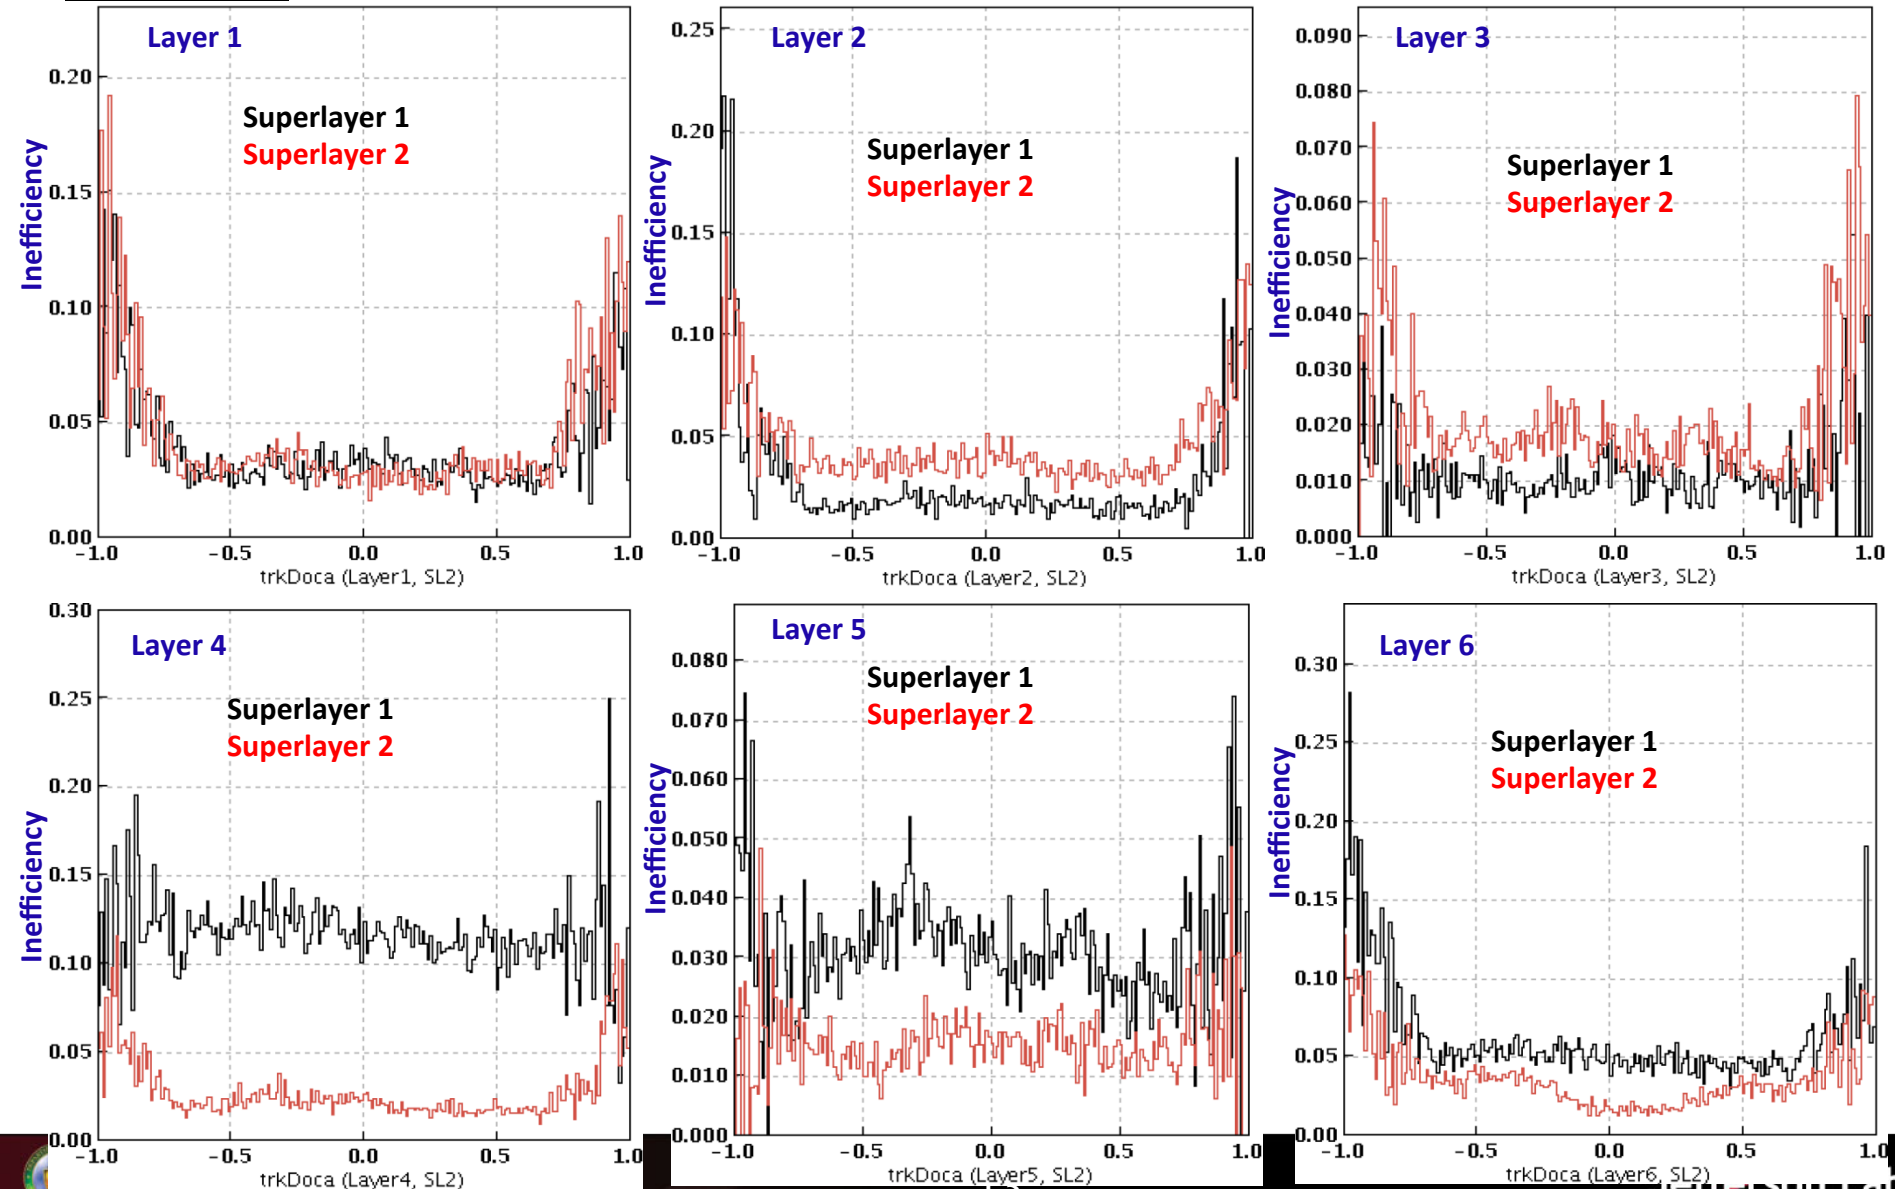 Layer 1
0.20
0.15
0.10
0.05
0.00
Superlayer 1
Superlayer 2
Inefficiency
-1.0 -0.5 0.0 0.5 1.0
trkDoca (Layer1, SL2)
Layer 2
0.25
0.20
0.15
0.10
0.05
0.00
Superlayer 1
Superlayer 2
Inefficiency
-1.0 -0.5 0.0 0.5 1.0
trkDoca (Layer2, SL2)
Layer 3
0.090
0.080
0.070
0.060
0.050
0.040
0.030
0.020
0.010
0.000
Superlayer 1
Superlayer 2
Inefficiency
-1.0 -0.5 0.0 0.5 1.0
trkDoca (Layer3, SL2)
Layer 4
0.30
0.25
0.20
0.15
0.10
0.05
0.00
Superlayer 1
Superlayer 2
Inefficiency
-1.0 -0.5 0.0 0.5 1.0
trkDoca (Layer4, SL2)
Layer 5
0.080
0.070
0.060
0.050
0.040
0.030
0.020
0.010
0.000
Superlayer 1
Superlayer 2
Inefficiency
-1.0 -0.5 0.0 0.5 1.0
trkDoca (Layer5, SL2)
Layer 6
0.30
0.25
0.20
0.15
0.10
0.05
0.00
Superlayer 1
Superlayer 2
Inefficiency
-1.0 -0.5 0.0 0.5 1.0
trkDoca (Layer6, SL2)